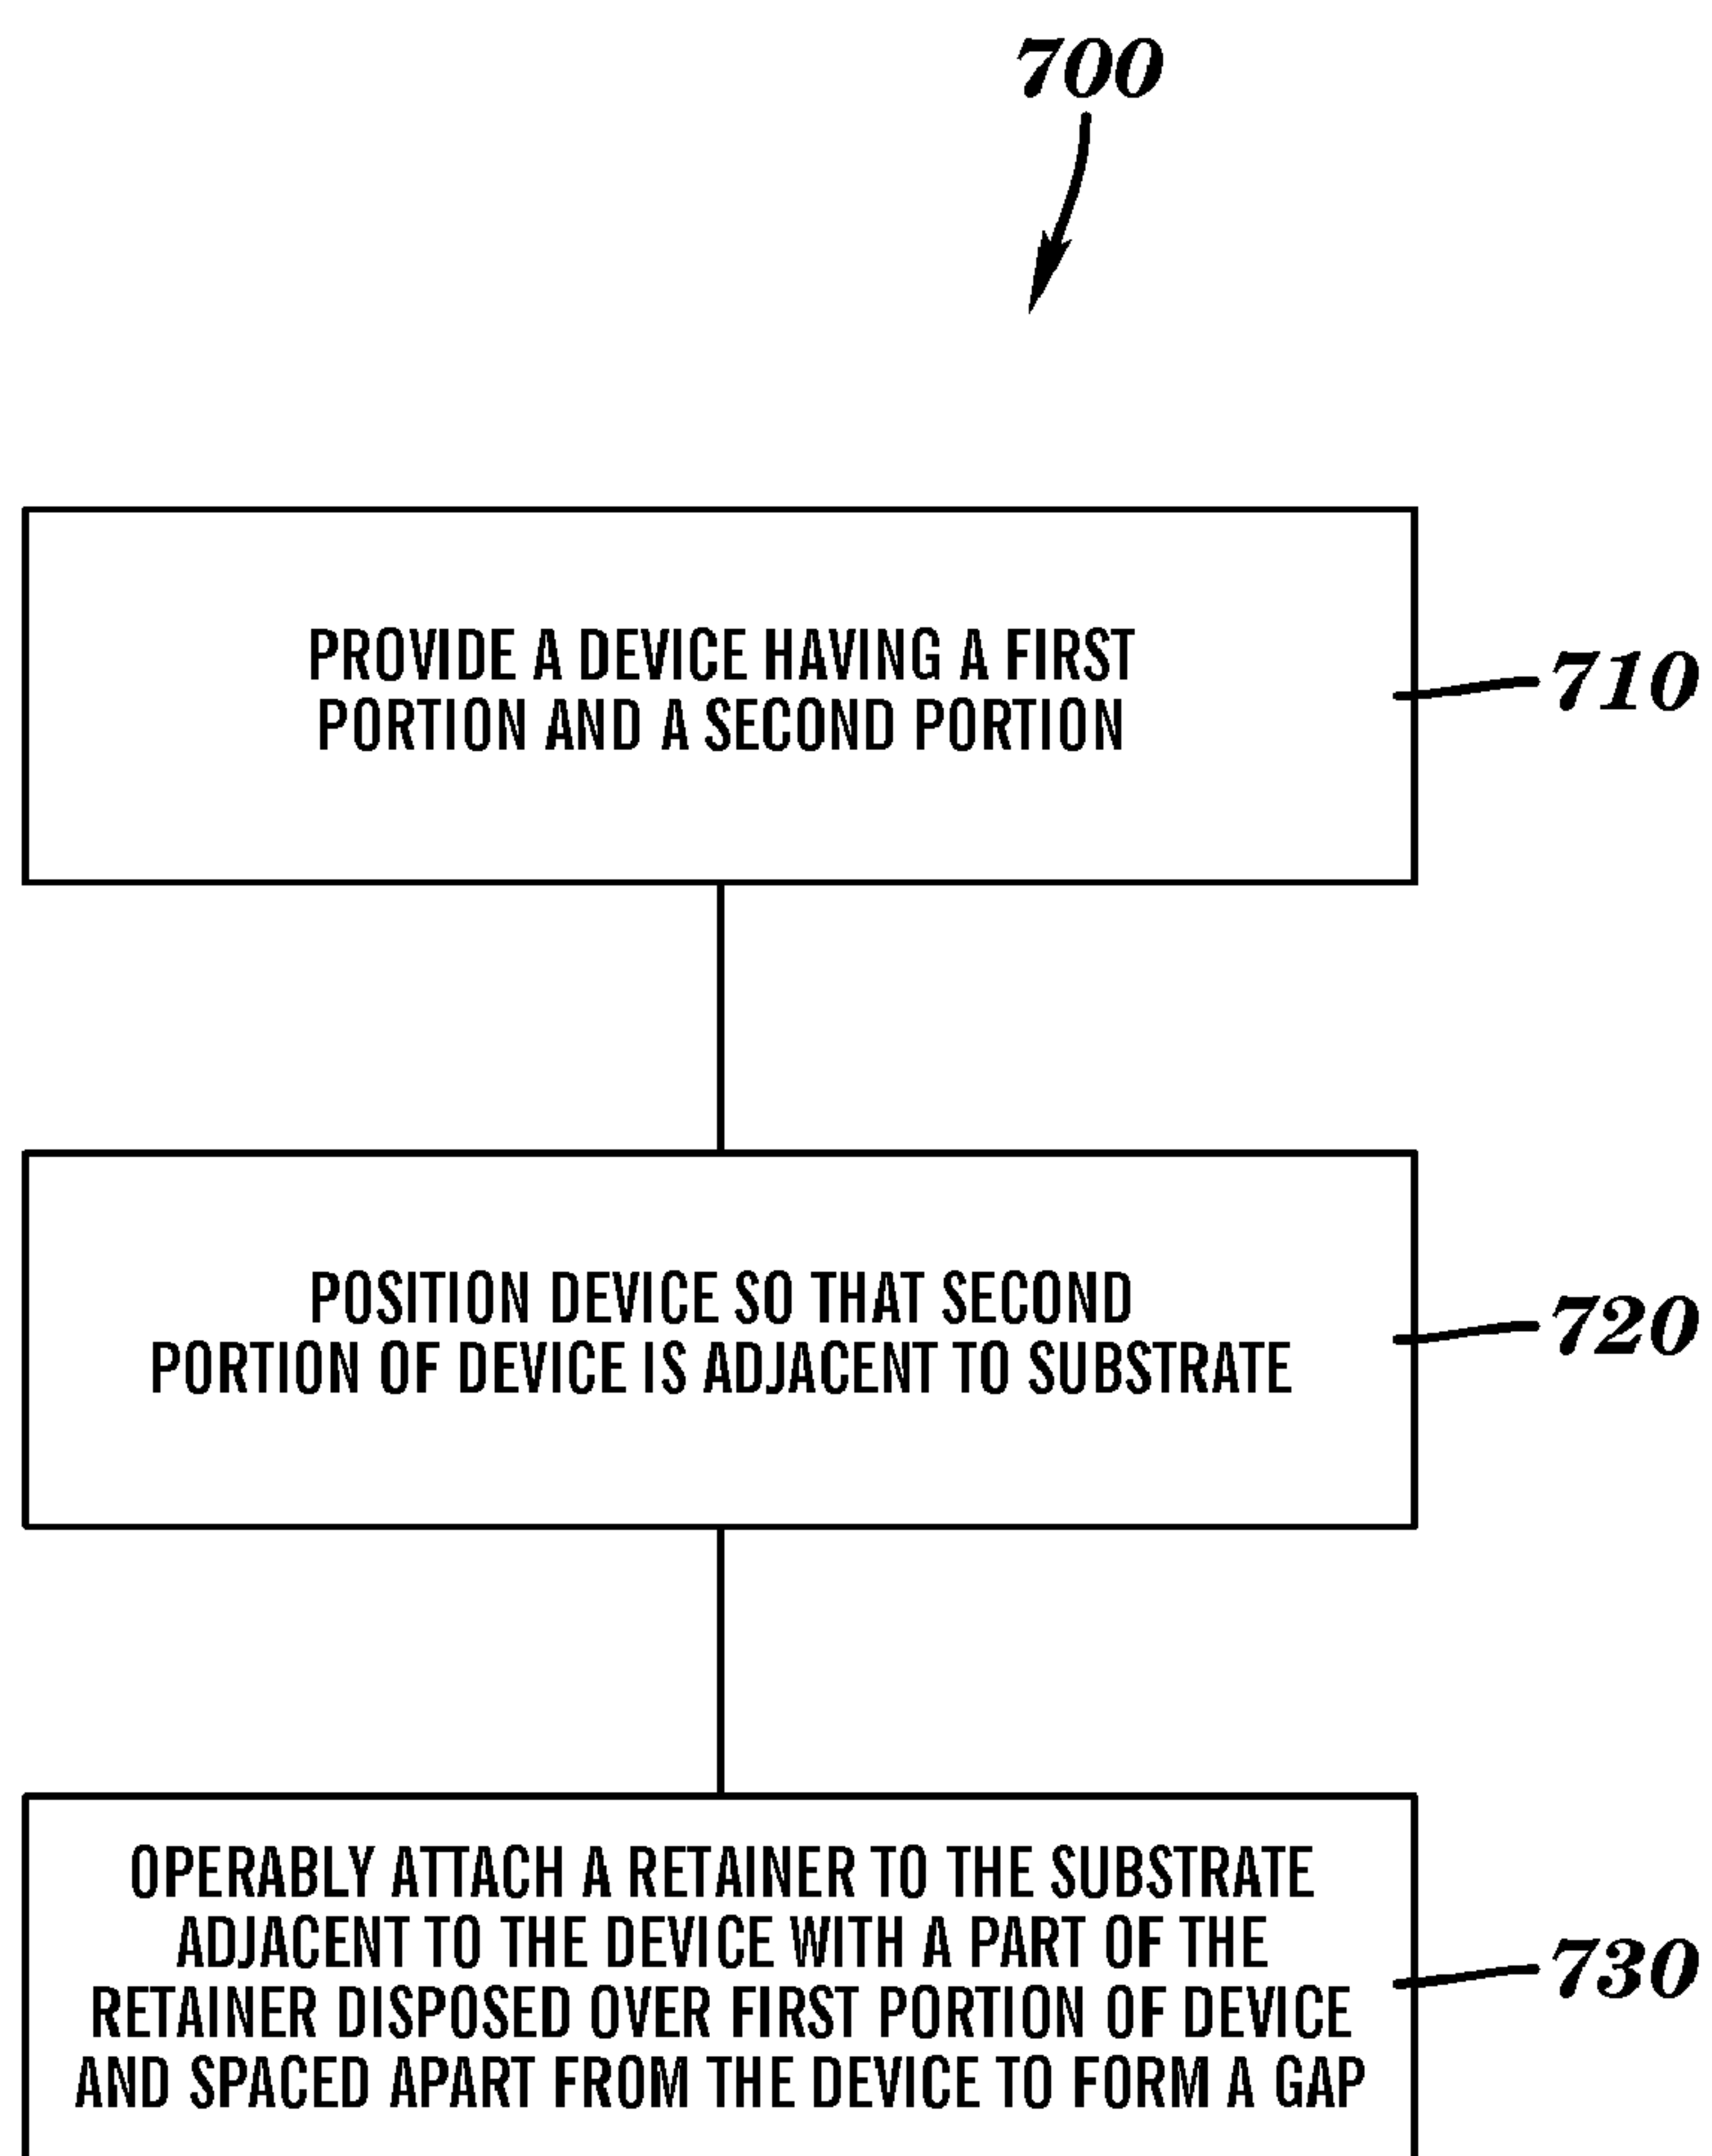 700
PROVIDE A DEVICE HAVING A FIRST
PORTION AND A SECOND PORTION
710
POSITION DEVICE SO THAT SECOND
PORTION OF DEVICE IS ADJACENT TO SUBSTRATE
720
OPERABLY ATTACH A RETAINER TO THE SUBSTRATE
ADJACENT TO THE DEVICE WITH A PART OF THE
RETAINER DISPOSED OVER FIRST PORTION OF DEVICE
AND SPACED APART FROM THE DEVICE TO FORM A GAP
730